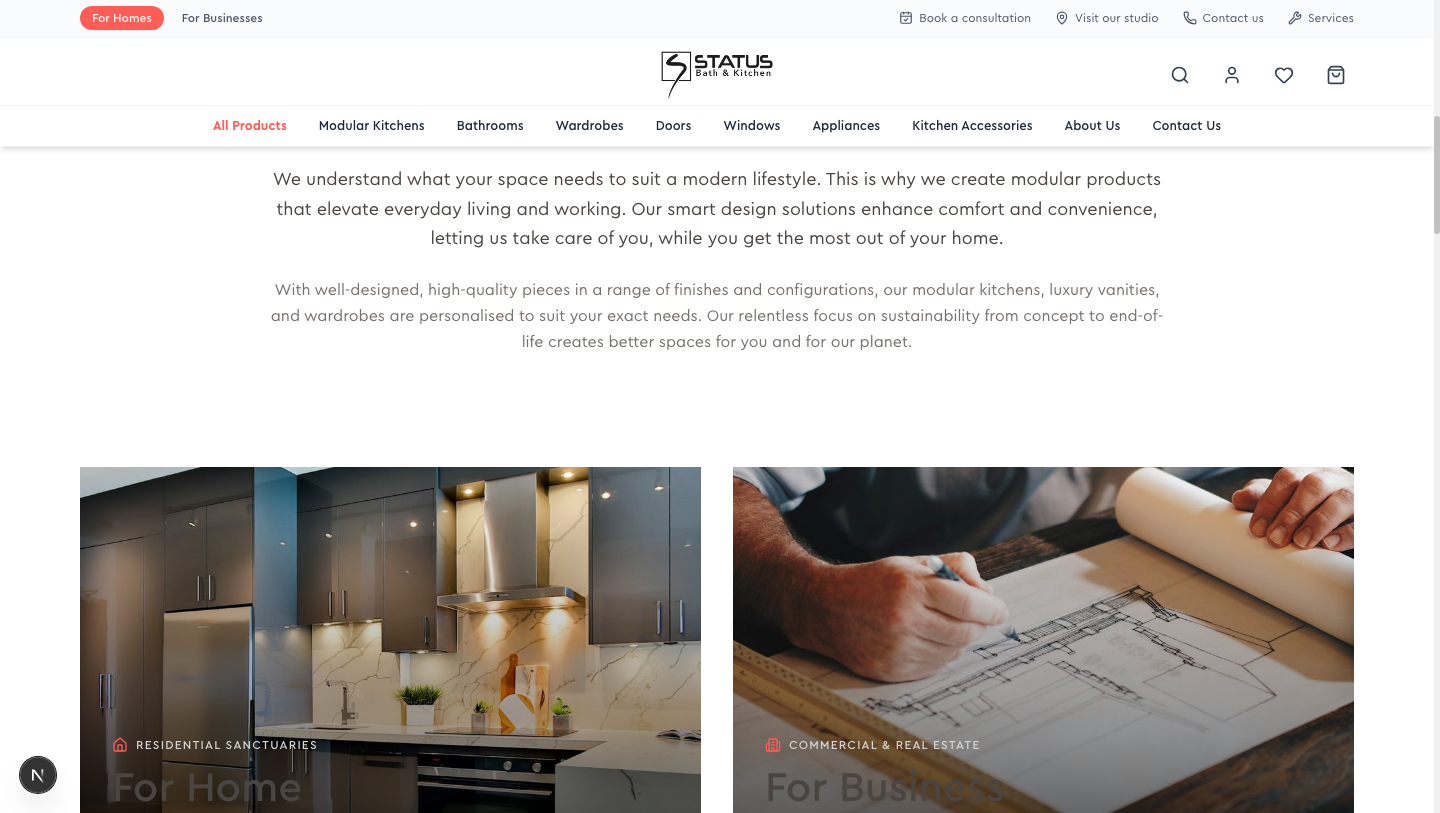 For Homes
For Businesses
Book a consultation
Visit our studio
Contact us
Services
STATUS
Bath & Kitchen
All Products
Modular Kitchens
Bathrooms
Wardrobes
Doors
Windows
Appliances
Kitchen Accessories
About Us
Contact Us
We understand what your space needs to suit a modern lifestyle. This is why we create modular products
that elevate everyday living and working. Our smart design solutions enhance comfort and convenience,
letting us take care of you, while you get the most out of your home.
With well-designed, high-quality pieces in a range of finishes and configurations, our modular kitchens, luxury vanities,
and wardrobes are personalised to suit your exact needs. Our relentless focus on sustainability from concept to end-of-
life creates better spaces for you and for our planet.
RESIDENTIAL SANCTUARIES
For Home
COMMERCIAL & REAL ESTATE
For Business
N